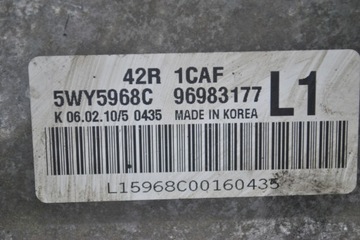 42R 1CAF
5WY5968C 96983177 L1
K 06.02.10/5 0435 MADE IN KOREA
L15968C00160435